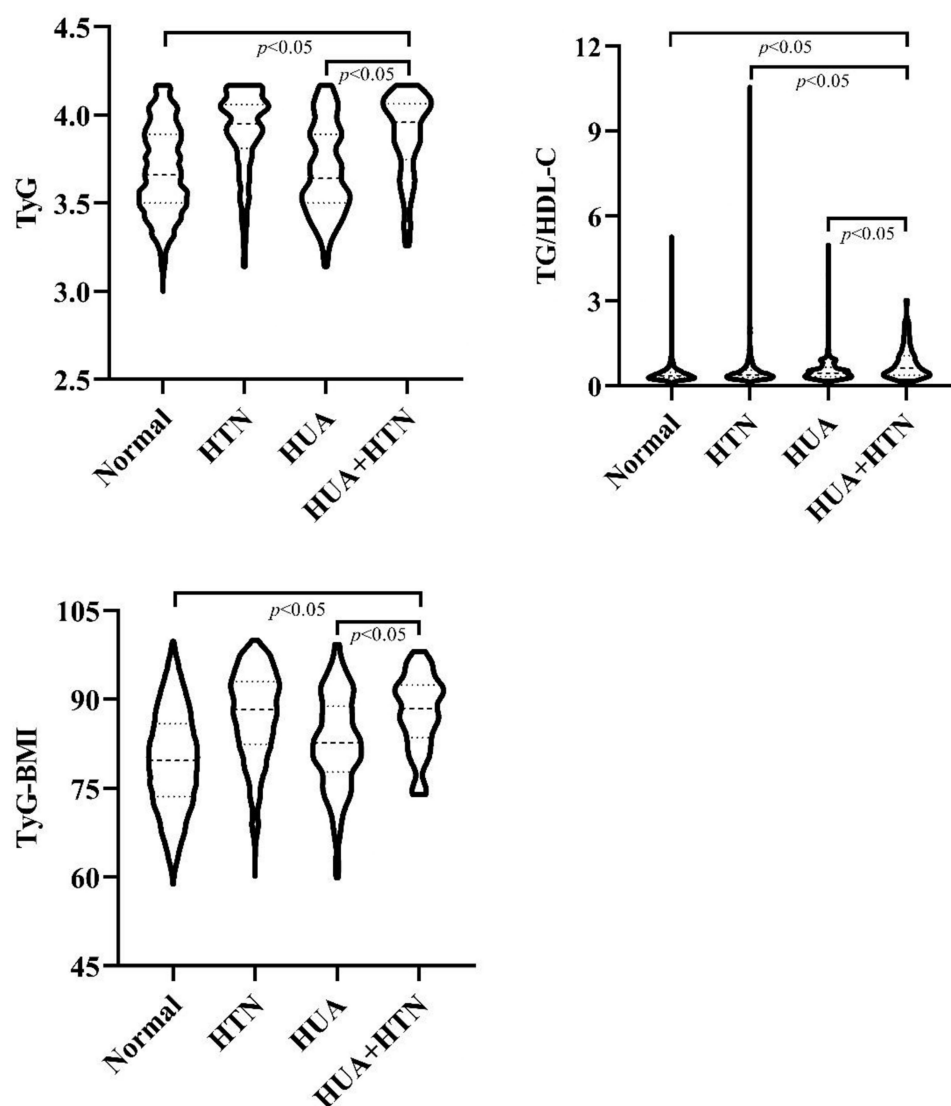 4.5
4.0
3.5
3.0
2.5
TyG
p<0.05
p<0.05
Normal
HTN
HUA
HUA+HTN
12
9
6
3
0
TG/HDL-C
p<0.05
p<0.05
p<0.05
Normal
HTN
HUA
HUA+HTN
105
90
75
60
45
TyG-BMI
p<0.05
p<0.05
Normal
HTN
HUA
HUA+HTN